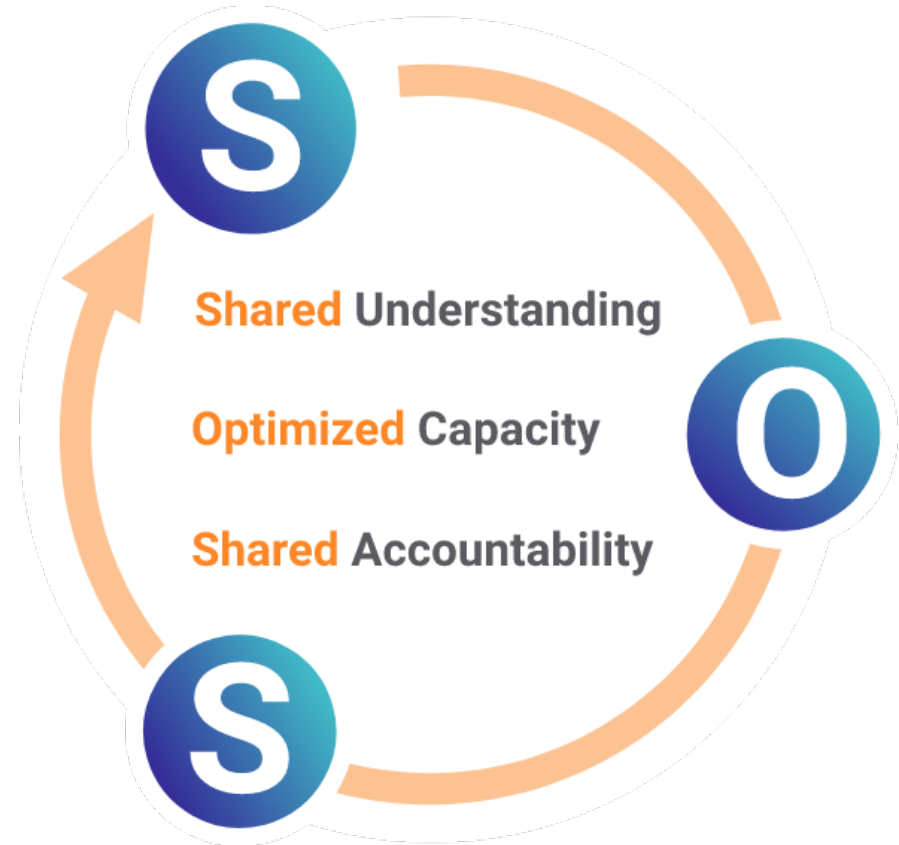 S
Shared Understanding
O
Optimized Capacity
Shared Accountability
S